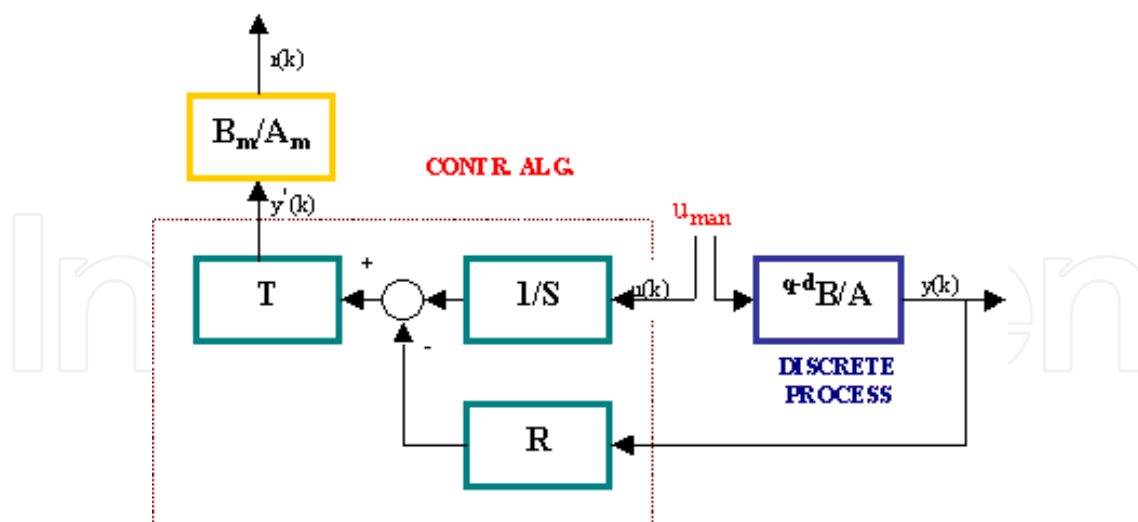 r(k)
Bm/Am
CONTR. ALG.
y'(k)
uman
+
T
1/S
u(k)
q-dB/A
y(k)
-
DISCRETE
PROCESS
R